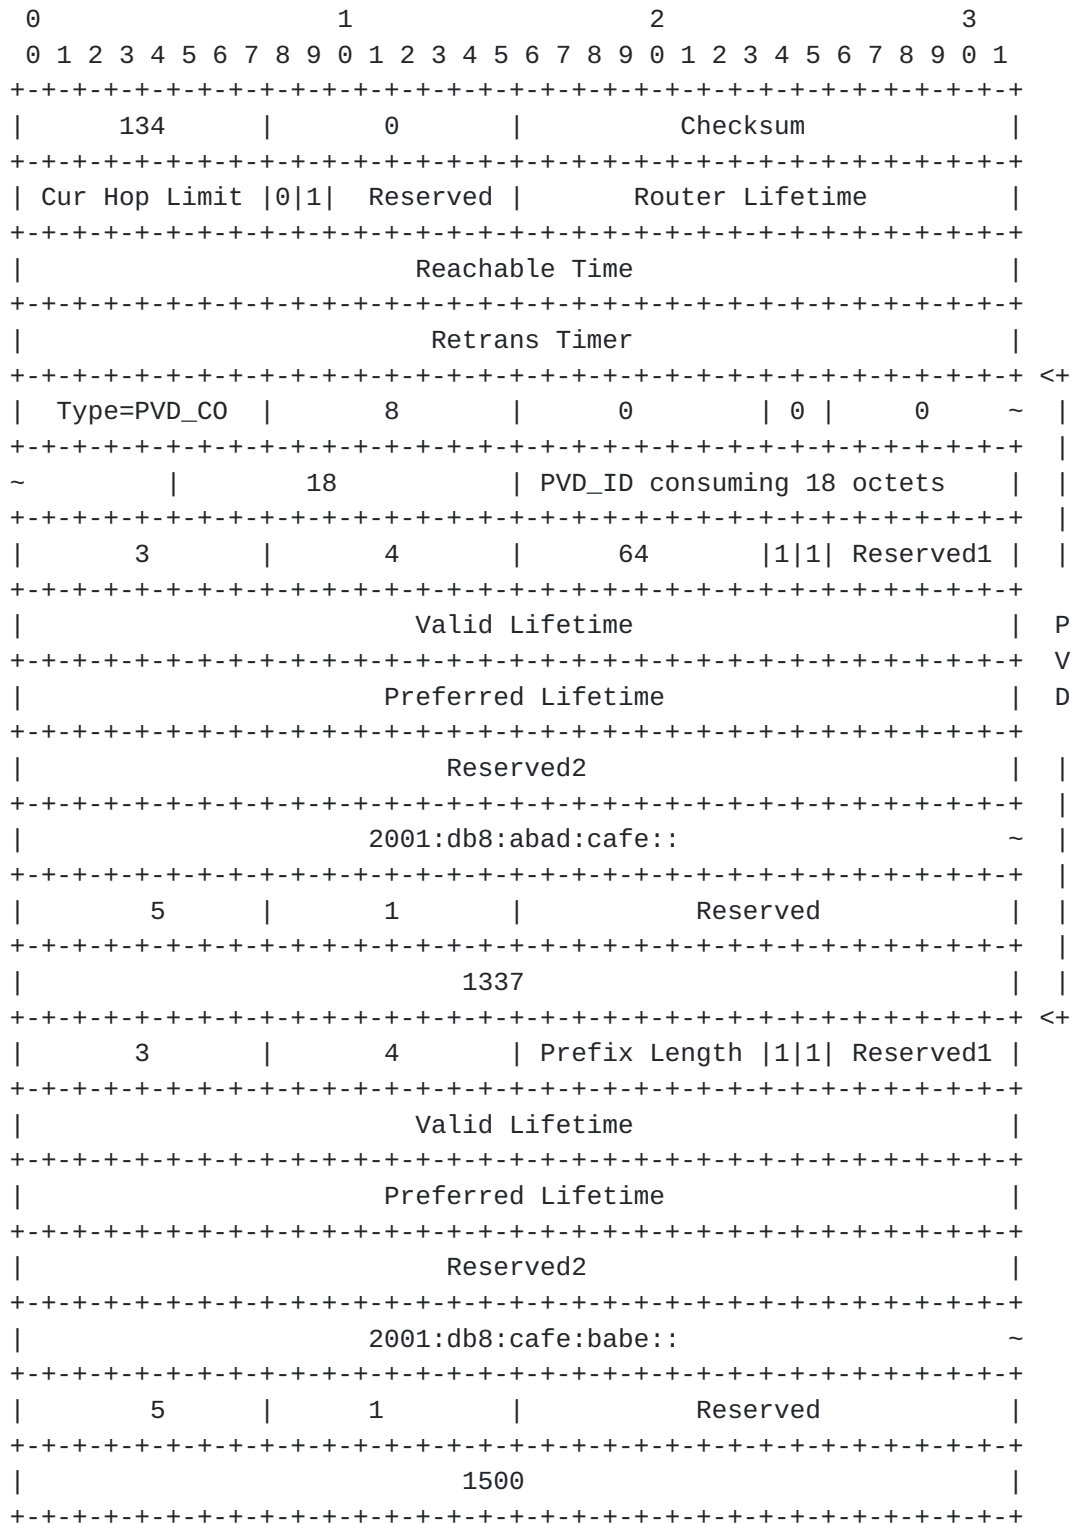 0                   1                   2                   3
 0 1 2 3 4 5 6 7 8 9 0 1 2 3 4 5 6 7 8 9 0 1 2 3 4 5 6 7 8 9 0 1
+-+-+-+-+-+-+-+-+-+-+-+-+-+-+-+-+-+-+-+-+-+-+-+-+-+-+-+-+-+-+-+-+
|      134      |       0       |          Checksum             |
+-+-+-+-+-+-+-+-+-+-+-+-+-+-+-+-+-+-+-+-+-+-+-+-+-+-+-+-+-+-+-+-+
| Cur Hop Limit |0|1|  Reserved |       Router Lifetime         |
+-+-+-+-+-+-+-+-+-+-+-+-+-+-+-+-+-+-+-+-+-+-+-+-+-+-+-+-+-+-+-+-+
|                         Reachable Time                        |
+-+-+-+-+-+-+-+-+-+-+-+-+-+-+-+-+-+-+-+-+-+-+-+-+-+-+-+-+-+-+-+-+
|                          Retrans Timer                        |
+-+-+-+-+-+-+-+-+-+-+-+-+-+-+-+-+-+-+-+-+-+-+-+-+-+-+-+-+-+-+-+-+ <+
|  Type=PVD_CO  |       8       |      0        | 0 |     0     ~  |
+-+-+-+-+-+-+-+-+-+-+-+-+-+-+-+-+-+-+-+-+-+-+-+-+-+-+-+-+-+-+-+-+  |
~         |        18           | PVD_ID consuming 18 octets    |  |
+-+-+-+-+-+-+-+-+-+-+-+-+-+-+-+-+-+-+-+-+-+-+-+-+-+-+-+-+-+-+-+-+  |
|       3       |       4       |      64       |1|1| Reserved1 |  |
+-+-+-+-+-+-+-+-+-+-+-+-+-+-+-+-+-+-+-+-+-+-+-+-+-+-+-+-+-+-+-+-+
|                         Valid Lifetime                        |  P
+-+-+-+-+-+-+-+-+-+-+-+-+-+-+-+-+-+-+-+-+-+-+-+-+-+-+-+-+-+-+-+-+  V
|                       Preferred Lifetime                      |  D
+-+-+-+-+-+-+-+-+-+-+-+-+-+-+-+-+-+-+-+-+-+-+-+-+-+-+-+-+-+-+-+-+
|                           Reserved2                           |  |
+-+-+-+-+-+-+-+-+-+-+-+-+-+-+-+-+-+-+-+-+-+-+-+-+-+-+-+-+-+-+-+-+  |
|                      2001:db8:abad:cafe::                     ~  |
+-+-+-+-+-+-+-+-+-+-+-+-+-+-+-+-+-+-+-+-+-+-+-+-+-+-+-+-+-+-+-+-+  |
|        5      |       1       |           Reserved            |  |
+-+-+-+-+-+-+-+-+-+-+-+-+-+-+-+-+-+-+-+-+-+-+-+-+-+-+-+-+-+-+-+-+  |
|                            1337                               |  |
+-+-+-+-+-+-+-+-+-+-+-+-+-+-+-+-+-+-+-+-+-+-+-+-+-+-+-+-+-+-+-+-+ <+
|       3       |       4       | Prefix Length |1|1| Reserved1 |
+-+-+-+-+-+-+-+-+-+-+-+-+-+-+-+-+-+-+-+-+-+-+-+-+-+-+-+-+-+-+-+-+
|                         Valid Lifetime                        |
+-+-+-+-+-+-+-+-+-+-+-+-+-+-+-+-+-+-+-+-+-+-+-+-+-+-+-+-+-+-+-+-+
|                       Preferred Lifetime                      |
+-+-+-+-+-+-+-+-+-+-+-+-+-+-+-+-+-+-+-+-+-+-+-+-+-+-+-+-+-+-+-+-+
|                           Reserved2                           |
+-+-+-+-+-+-+-+-+-+-+-+-+-+-+-+-+-+-+-+-+-+-+-+-+-+-+-+-+-+-+-+-+
|                      2001:db8:cafe:babe::                     ~
+-+-+-+-+-+-+-+-+-+-+-+-+-+-+-+-+-+-+-+-+-+-+-+-+-+-+-+-+-+-+-+-+
|        5      |      1        |           Reserved            |
+-+-+-+-+-+-+-+-+-+-+-+-+-+-+-+-+-+-+-+-+-+-+-+-+-+-+-+-+-+-+-+-+
|                            1500                               |
+-+-+-+-+-+-+-+-+-+-+-+-+-+-+-+-+-+-+-+-+-+-+-+-+-+-+-+-+-+-+-+-+